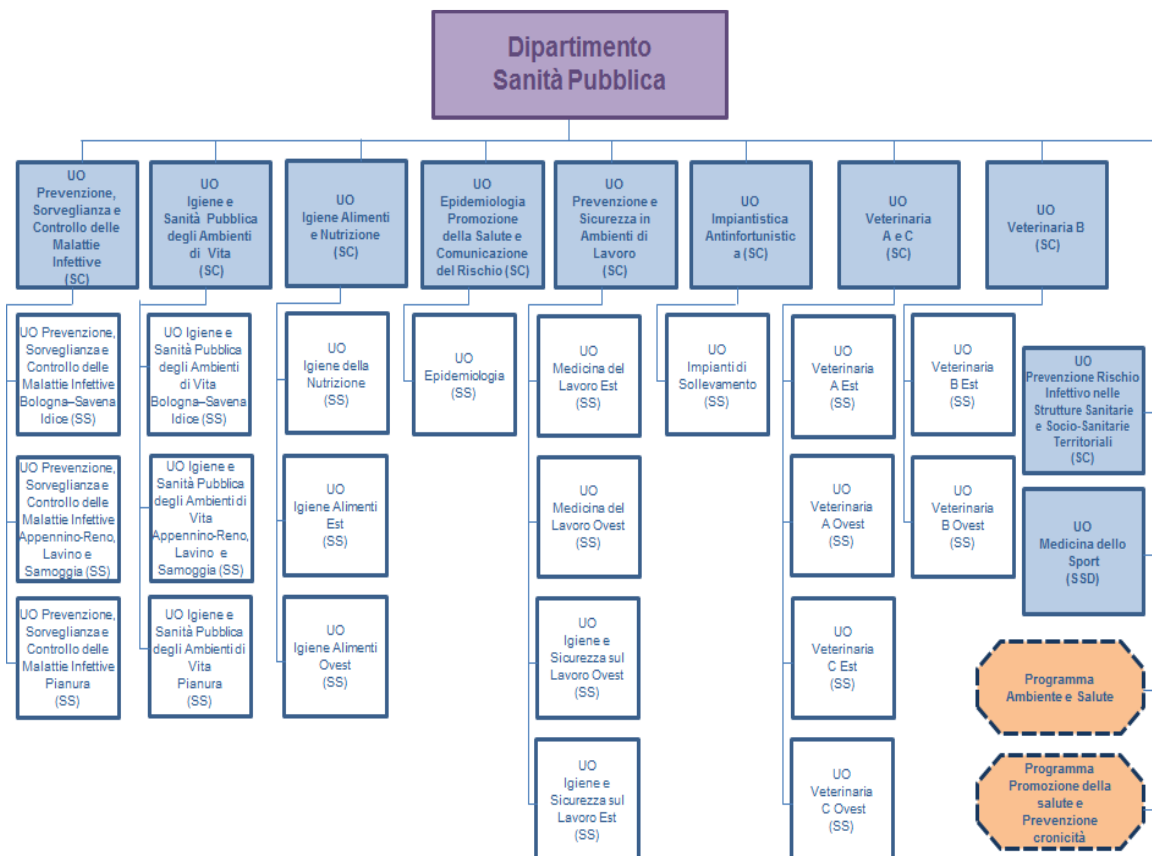 Dipartimento
Sanità Pubblica
UO
Prevenzione,
Sorveglianza e
Controllo delle
Malattie
Infettive
(SC)
UO
Igiene e
Sanità Pubblica
degli Ambienti
di Vita
(SC)
UO
Igiene Alimenti
e Nutrizione
(SC)
UO
Epidemiologia
Promozione
della Salute e
Comunicazione
del Rischio (SC)
UO
Prevenzione e
Sicurezza in
Ambienti di
Lavoro
(SC)
UO
Impiantistica
Antinfortunistic
a (SC)
UO
Veterinaria
A e C
(SC)
UO
Veterinaria B
(SC)
UO Prevenzione,
Sorveglianza e
Controllo delle
Malattie Infettive
Bologna–Savena
Idice (SS)
UO Igiene e
Sanità Pubblica
degli Ambienti
di Vita
Bologna–Savena
Idice (SS)
UO
Igiene della
Nutrizione
(SS)
UO
Epidemiologia
(SS)
UO
Medicina del
Lavoro Est
(SS)
UO
Impianti di
Sollevamento
(SS)
UO
Veterinaria
A Est
(SS)
UO
Veterinaria
B Est
(SS)
UO
Prevenzione Rischio
Infettivo nelle
Strutture Sanitarie
e Socio-Sanitarie
Territoriali
(SC)
UO Prevenzione,
Sorveglianza e
Controllo delle
Malattie Infettive
Appennino-Reno,
Lavino e
Samoggia (SS)
UO Igiene e
Sanità Pubblica
degli Ambienti di
Vita
Appennino-Reno,
Lavino e
Samoggia (SS)
UO
Igiene Alimenti
Est
(SS)
UO
Medicina del
Lavoro Ovest
(SS)
UO
Veterinaria
A Ovest
(SS)
UO
Veterinaria
B Ovest
(SS)
UO
Medicina dello
Sport
(SSD)
UO Prevenzione,
Sorveglianza e
Controllo delle
Malattie Infettive
Pianura
(SS)
UO Igiene e
Sanità Pubblica
degli Ambienti di
Vita
Pianura
(SS)
UO
Igiene Alimenti
Ovest
(SS)
UO
Igiene e
Sicurezza sul
Lavoro Ovest
(SS)
UO
Veterinaria
C Est
(SS)
Programma
Ambiente e Salute
UO
Igiene e
Sicurezza sul
Lavoro Est
(SS)
UO
Veterinaria
C Ovest
(SS)
Programma
Promozione della
salute e
Prevenzione
cronicità